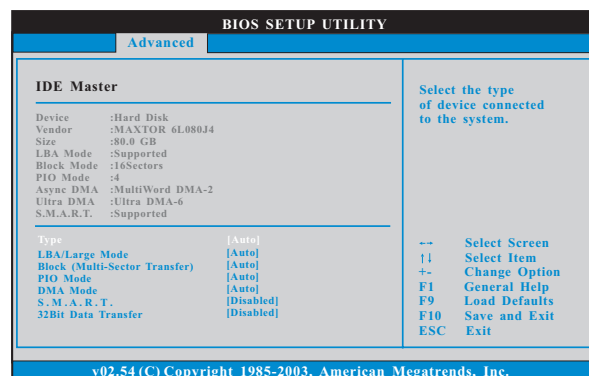 BIOS SETUP UTILITY
Advanced
IDE Master
Device :Hard Disk
Vendor :MAXTOR 6L080J4
Size :80.0 GB
LBA Mode :Supported
Block Mode :16Sectors
PIO Mode :4
Async DMA :MultiWord DMA-2
Ultra DMA :Ultra DMA-6
S.M.A.R.T. :Supported
Type [Auto]
LBA/Large Mode [Auto]
Block (Multi-Sector Transfer) [Auto]
PIO Mode [Auto]
DMA Mode [Auto]
S.M.A.R.T. [Disabled]
32Bit Data Transfer [Disabled]
Select the type
of device connected
to the system.
←→ Select Screen
↑↓ Select Item
+- Change Option
F1 General Help
F9 Load Defaults
F10 Save and Exit
ESC Exit
v02.54 (C) Copyright 1985-2003, American Megatrends, Inc.